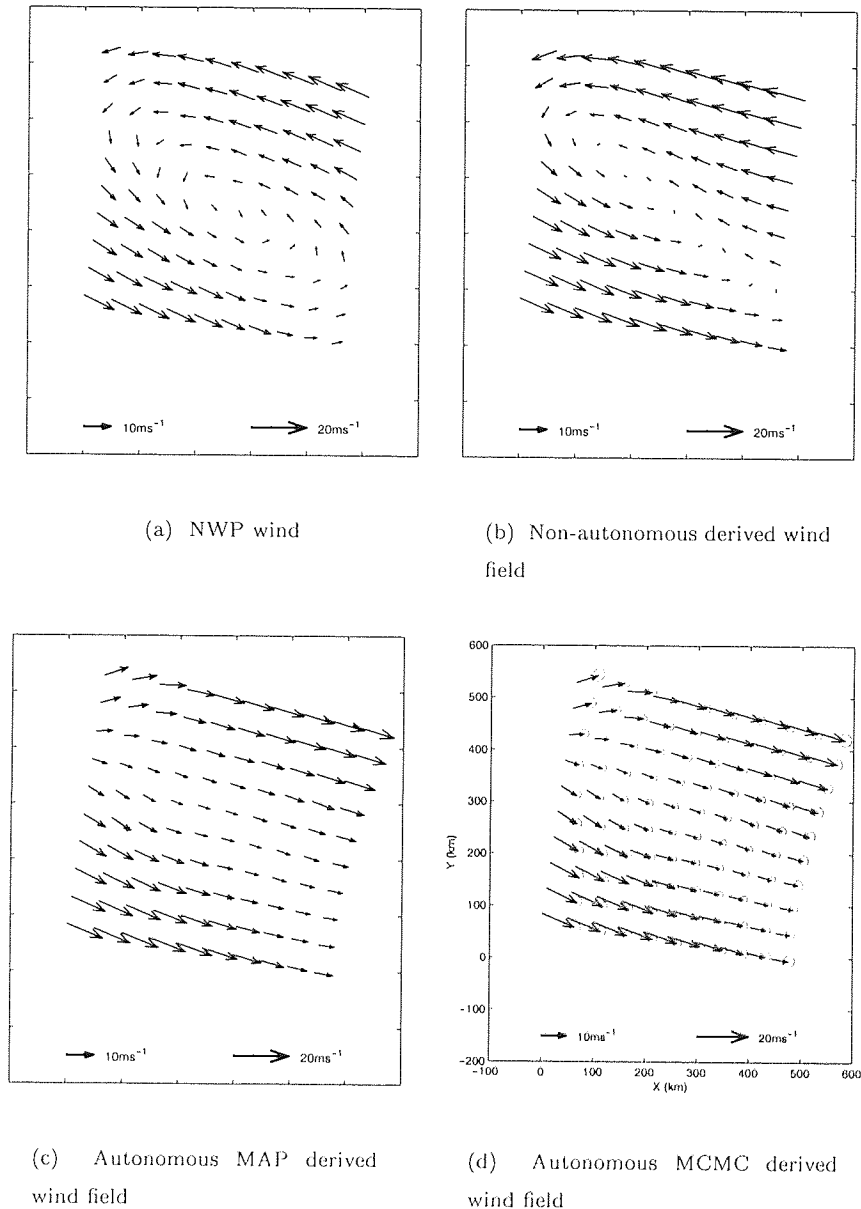 10ms⁻¹ 20ms⁻¹
10ms⁻¹ 20ms⁻¹
(a) NWP wind
(b) Non-autonomous derived wind
field
10ms⁻¹ 20ms⁻¹
600
500
400
300
200
100
0
-100
-200
Y (km)
10ms⁻¹ 20ms⁻¹
-100 0 100 200 300 400 500 600
X (km)
(c) Autonomous MAP derived
wind field
(d) Autonomous MCMC derived
wind field